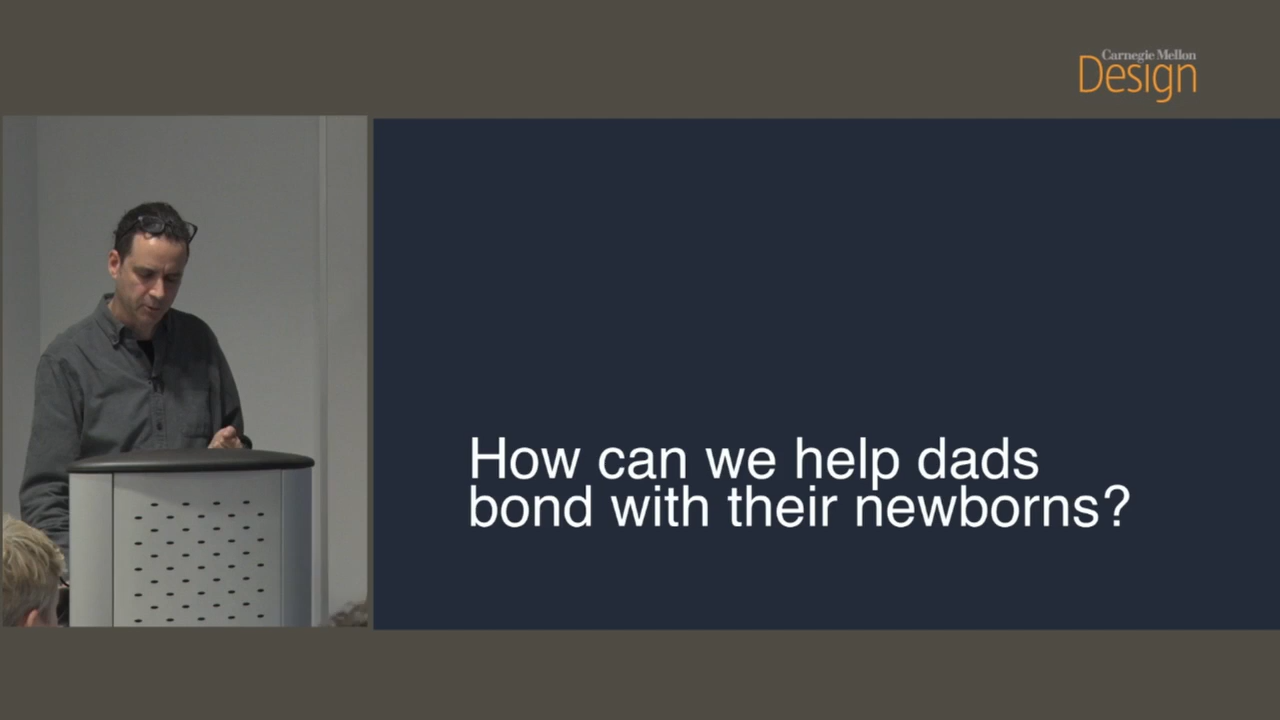 Carnegie Mellon
Design
How can we help dads
bond with their newborns?